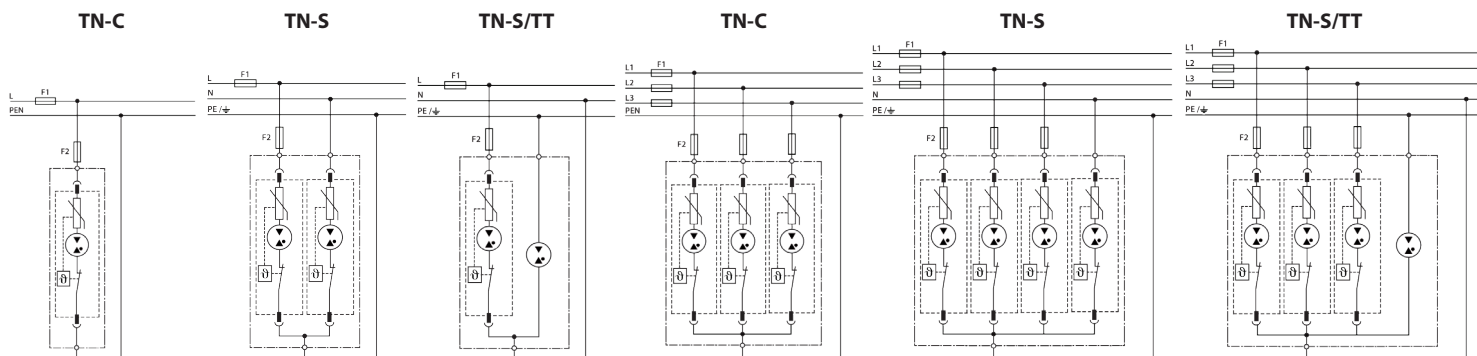 TN-C
L F1
PEN
F2
ϑ
TN-S
L F1
N
PE/⏚
F2
ϑ ϑ
TN-S/TT
L F1
N
PE/⏚
F2
ϑ
TN-C
L1 F1
L2
L3
PEN
F2
ϑ ϑ ϑ
TN-S
L1 F1
L2
L3
N
PE/⏚
F2
ϑ ϑ ϑ ϑ
TN-S/TT
L1 F1
L2
L3
N
PE/⏚
F2
ϑ ϑ ϑ